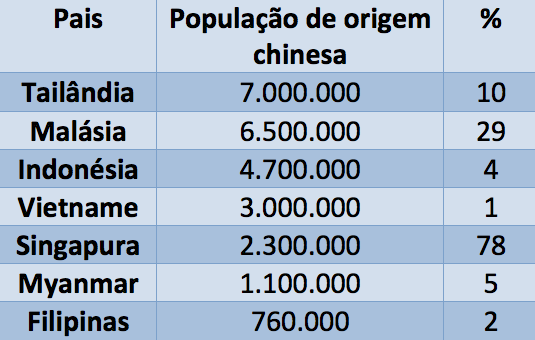 Pais População de origem chinesa %
Tailândia 7.000.000 10
Malásia 6.500.000 29
Indonésia 4.700.000 4
Vietname 3.000.000 1
Singapura 2.300.000 78
Myanmar 1.100.000 5
Filipinas 760.000 2